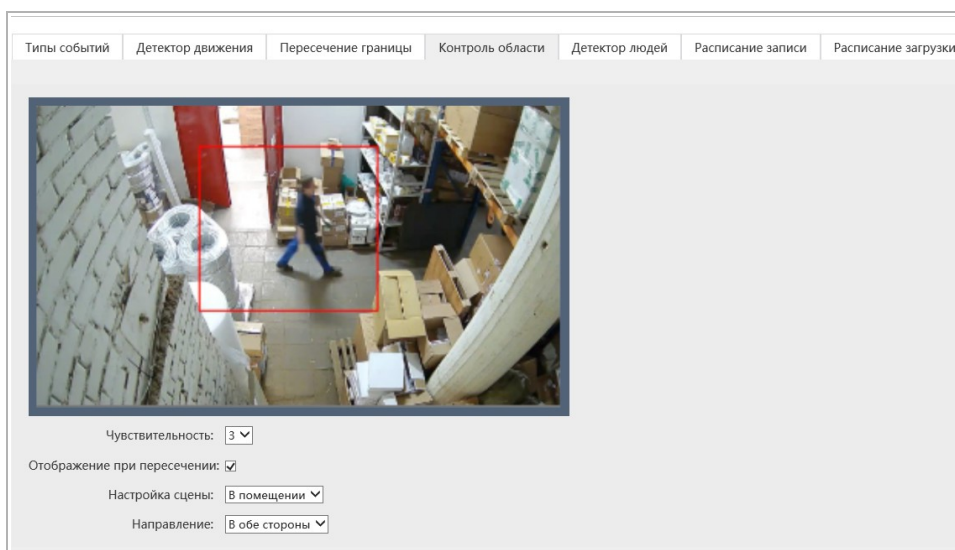 Типы событий Детектор движения Пересечение границы Контроль области Детектор людей Расписание записи Расписание загрузки
Чувствительность: 3
Отображение при пересечении:
Настройка сцены: В помещении
Направление: В обе стороны